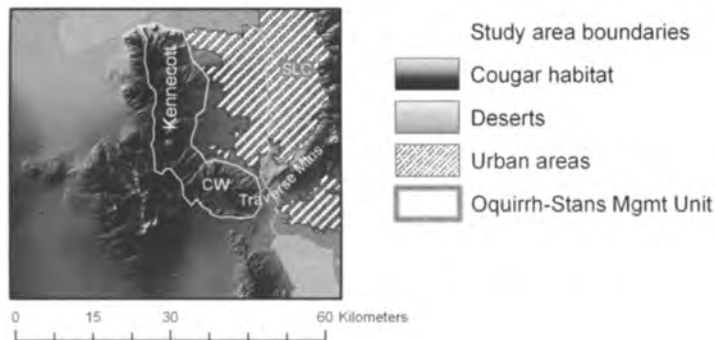 Kennecott
SLC
CW
Traverse Mtns
0 15 30 60 Kilometers
Study area boundaries
Cougar habitat
Deserts
Urban areas
Oquirrh-Stans Mgmt Unit